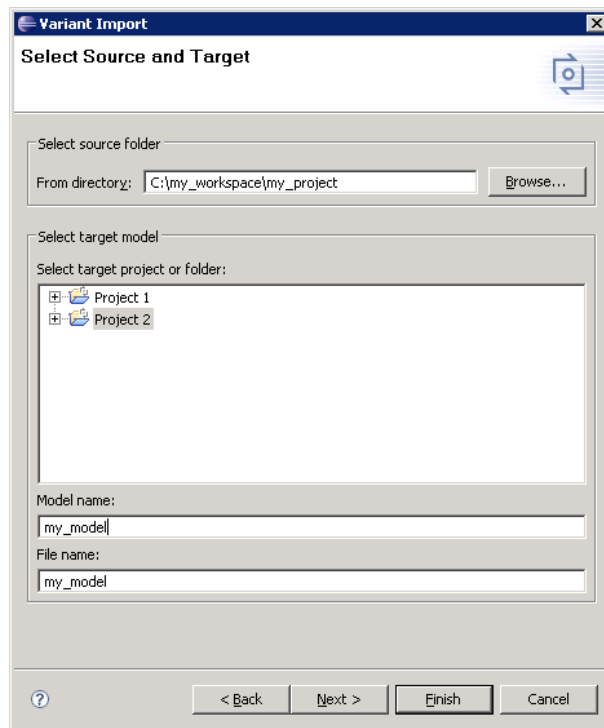 Variant Import
Select Source and Target
Select source folder
From directory: C:\my_workspace\my_project Browse...
Select target model
Select target project or folder:
Project 1
Project 2
Model name:
my_model
File name:
my_model
< Back Next > Finish Cancel